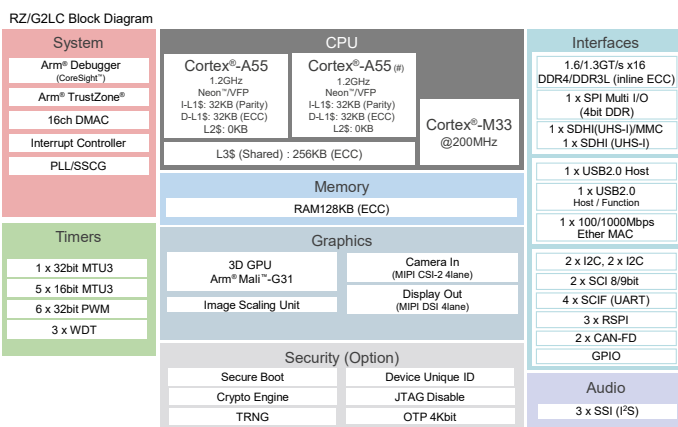 RZ/G2LC Block Diagram
System
Arm® Debugger
(CoreSight™)
Arm® TrustZone®
16ch DMAC
Interrupt Controller
PLL/SSCG
Timers
1 x 32bit MTU3
5 x 16bit MTU3
6 x 32bit PWM
3 x WDT
CPU
Cortex®-A55
1.2GHz
Neon™/VFP
I-L1$: 32KB (Parity)
D-L1$: 32KB (ECC)
L2$: 0KB
Cortex®-A55 (#)
1.2GHz
Neon™/VFP
I-L1$: 32KB (Parity)
D-L1$: 32KB (ECC)
L2$: 0KB
L3$ (Shared) : 256KB (ECC)
Cortex®-M33
@200MHz
Memory
RAM128KB (ECC)
Graphics
3D GPU
Arm® Mali™-G31
Image Scaling Unit
Camera In
(MIPI CSI-2 4lane)
Display Out
(MIPI DSI 4lane)
Security (Option)
Secure Boot
Crypto Engine
TRNG
Device Unique ID
JTAG Disable
OTP 4Kbit
Interfaces
1.6/1.3GT/s x16
DDR4/DDR3L (inline ECC)
1 x SPI Multi I/O
(4bit DDR)
1 x SDHI(UHS-I)/MMC
1 x SDHI (UHS-I)
1 x USB2.0 Host
1 x USB2.0
Host / Function
1 x 100/1000Mbps
Ether MAC
2 x I2C, 2 x I2C
2 x SCI 8/9bit
4 x SCIF (UART)
3 x RSPI
2 x CAN-FD
GPIO
Audio
3 x SSI (I²S)